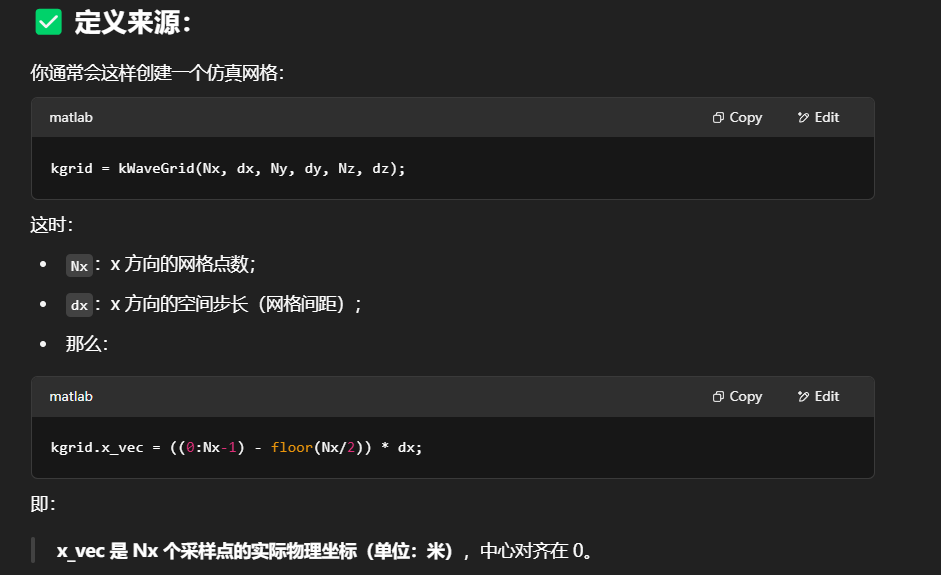 ✅ 定义来源：
你通常会这样创建一个仿真网格：
matlab Copy Edit
kgrid = kWaveGrid(Nx, dx, Ny, dy, Nz, dz);
这时：
• Nx：x 方向的网格点数；
• dx：x 方向的空间步长（网格间距）；
• 那么：
matlab Copy Edit
kgrid.x_vec = ((0:Nx-1) - floor(Nx/2)) * dx;
即：
x_vec 是 Nx 个采样点的实际物理坐标（单位：米），中心对齐在 0。